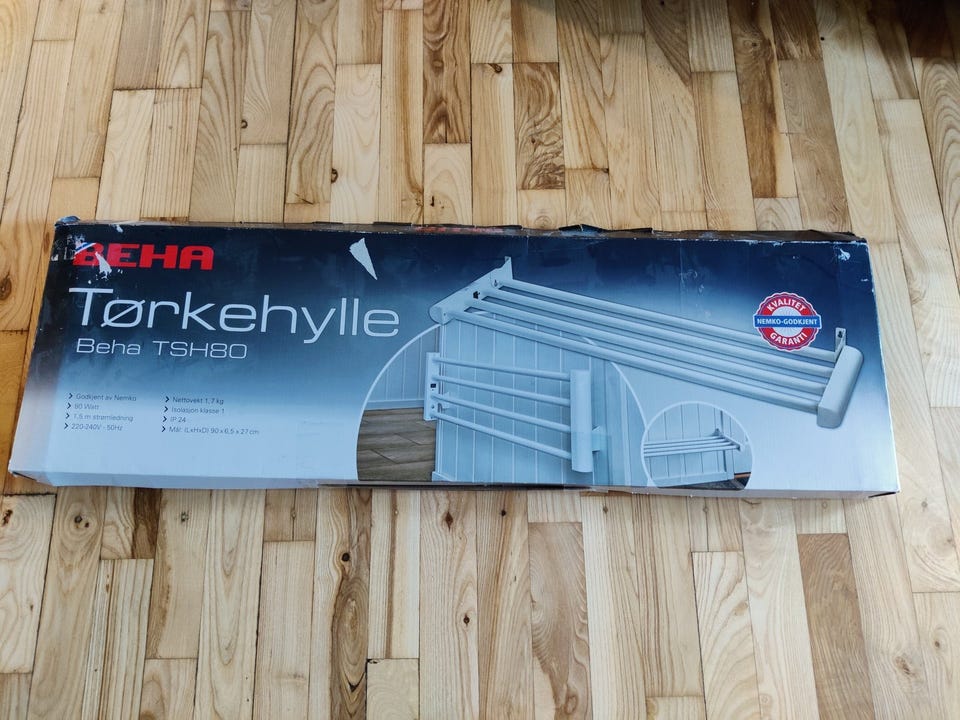 BEHA
Tørkehylle
Beha TSH80
Godkjent av Nemko
80 Watt
1,5 m strømledning
220-240V - 50Hz
Nettovekt 1,7 kg
Isolasjon klasse 1
IP 24
Mål: (LxHxD) 90 x 6,5 x 27 cm
KVALITET
NEMKO-GODKJENT
GARANTI